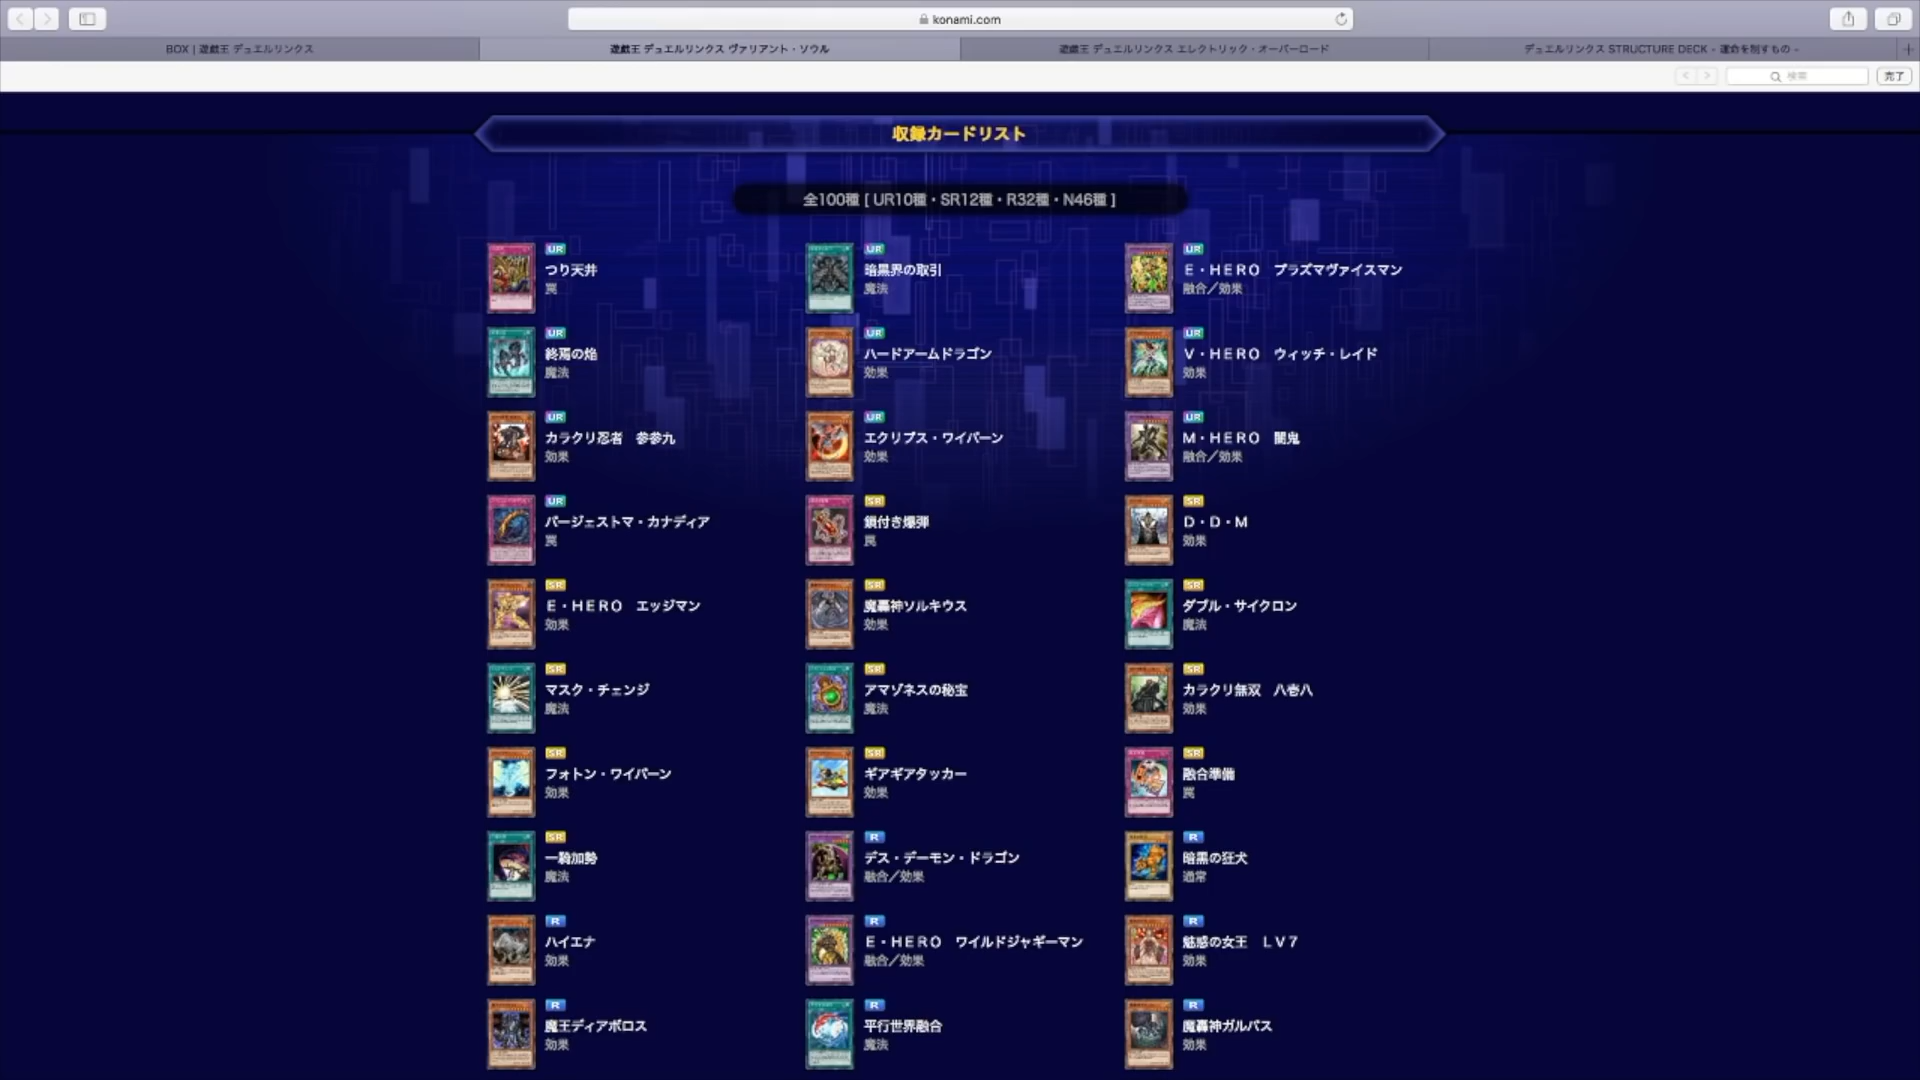 konami.com
BOX | 遊戯王 デュエルリンクス
遊戯王 デュエルリンクス ヴァリアント・ソウル
遊戯王 デュエルリンクス エレクトリック・オーバーロード
デュエルリンクス STRUCTURE DECK - 運命を制すもの -
検索
完了
収録カードリスト
全100種 [ UR10種・SR12種・R32種・N46種 ]
UR
つり天井
罠
UR
暗黒界の取引
魔法
UR
E・HERO プラズマヴァイスマン
融合/効果
UR
終焉の焔
魔法
UR
ハードアームドラゴン
効果
UR
V・HERO ウィッチ・レイド
効果
UR
カラクリ忍者 参参九
効果
UR
エクリプス・ワイバーン
効果
UR
M・HERO 闇鬼
融合/効果
UR
バージェストマ・カナディア
罠
SR
鎖付き爆弾
罠
SR
D・D・M
効果
SR
E・HERO エッジマン
効果
SR
魔轟神ソルキウス
効果
SR
ダブル・サイクロン
魔法
SR
マスク・チェンジ
魔法
SR
アマゾネスの秘宝
魔法
SR
カラクリ無双 八壱八
効果
SR
フォトン・ワイバーン
効果
SR
ギアギアタッカー
効果
SR
融合準備
罠
SR
一騎加勢
魔法
R
デス・デーモン・ドラゴン
融合/効果
R
暗黒の狂犬
通常
R
ハイエナ
効果
R
E・HERO ワイルドジャギーマン
融合/効果
R
魅惑の女王 LV7
効果
R
魔王ディアボロス
効果
R
平行世界融合
魔法
R
魔轟神ガルバス
効果